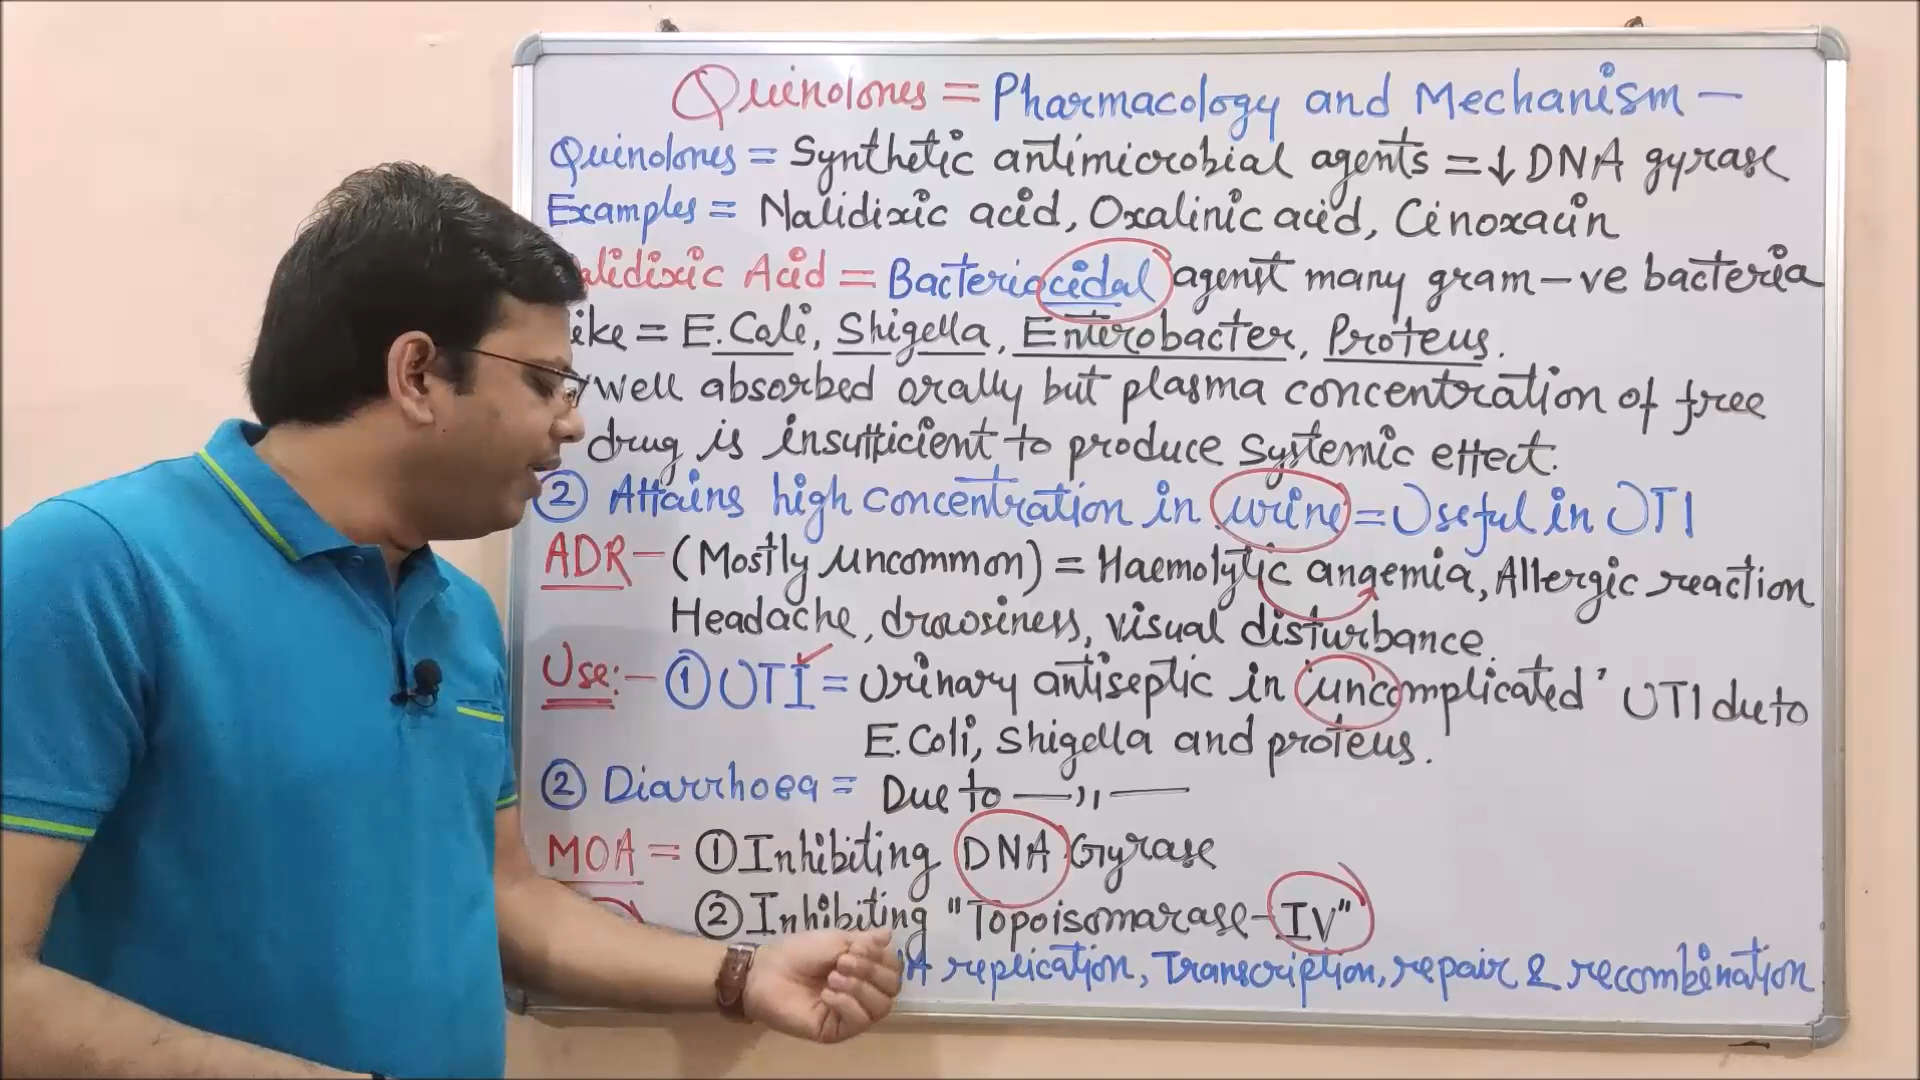 Quinolones = Pharmacology and Mechanism -
Quinolones = Synthetic antimicrobial agents = ↓ DNA gyrase
Examples = Nalidixic acid, Oxalinic acid, Cinoxacin
alidixic Acid = Bacteriocidal agenst many gram-ve bacteria
ike = E.Coli, Shigella, Enterobacter, Proteus.
well absorbed orally but plasma concentration of free
drug is insufficient to produce systemic effect.
② Attains high concentration in urine = Useful in UTI
ADR - (Mostly uncommon) = Haemolytic angemia, Allergic reaction
Headache, drowsiness, visual disturbance.
Use:- ① UTI = Urinary antiseptic in 'uncomplicated' UTI due to
E.Coli, Shigella and proteus.
② Diarrhoea = Due to —,,—
MOA = ① Inhibiting DNA Gyrase
② Inhibiting "Topoisomarase-IV"
A replication, Transcription, repair & recombination